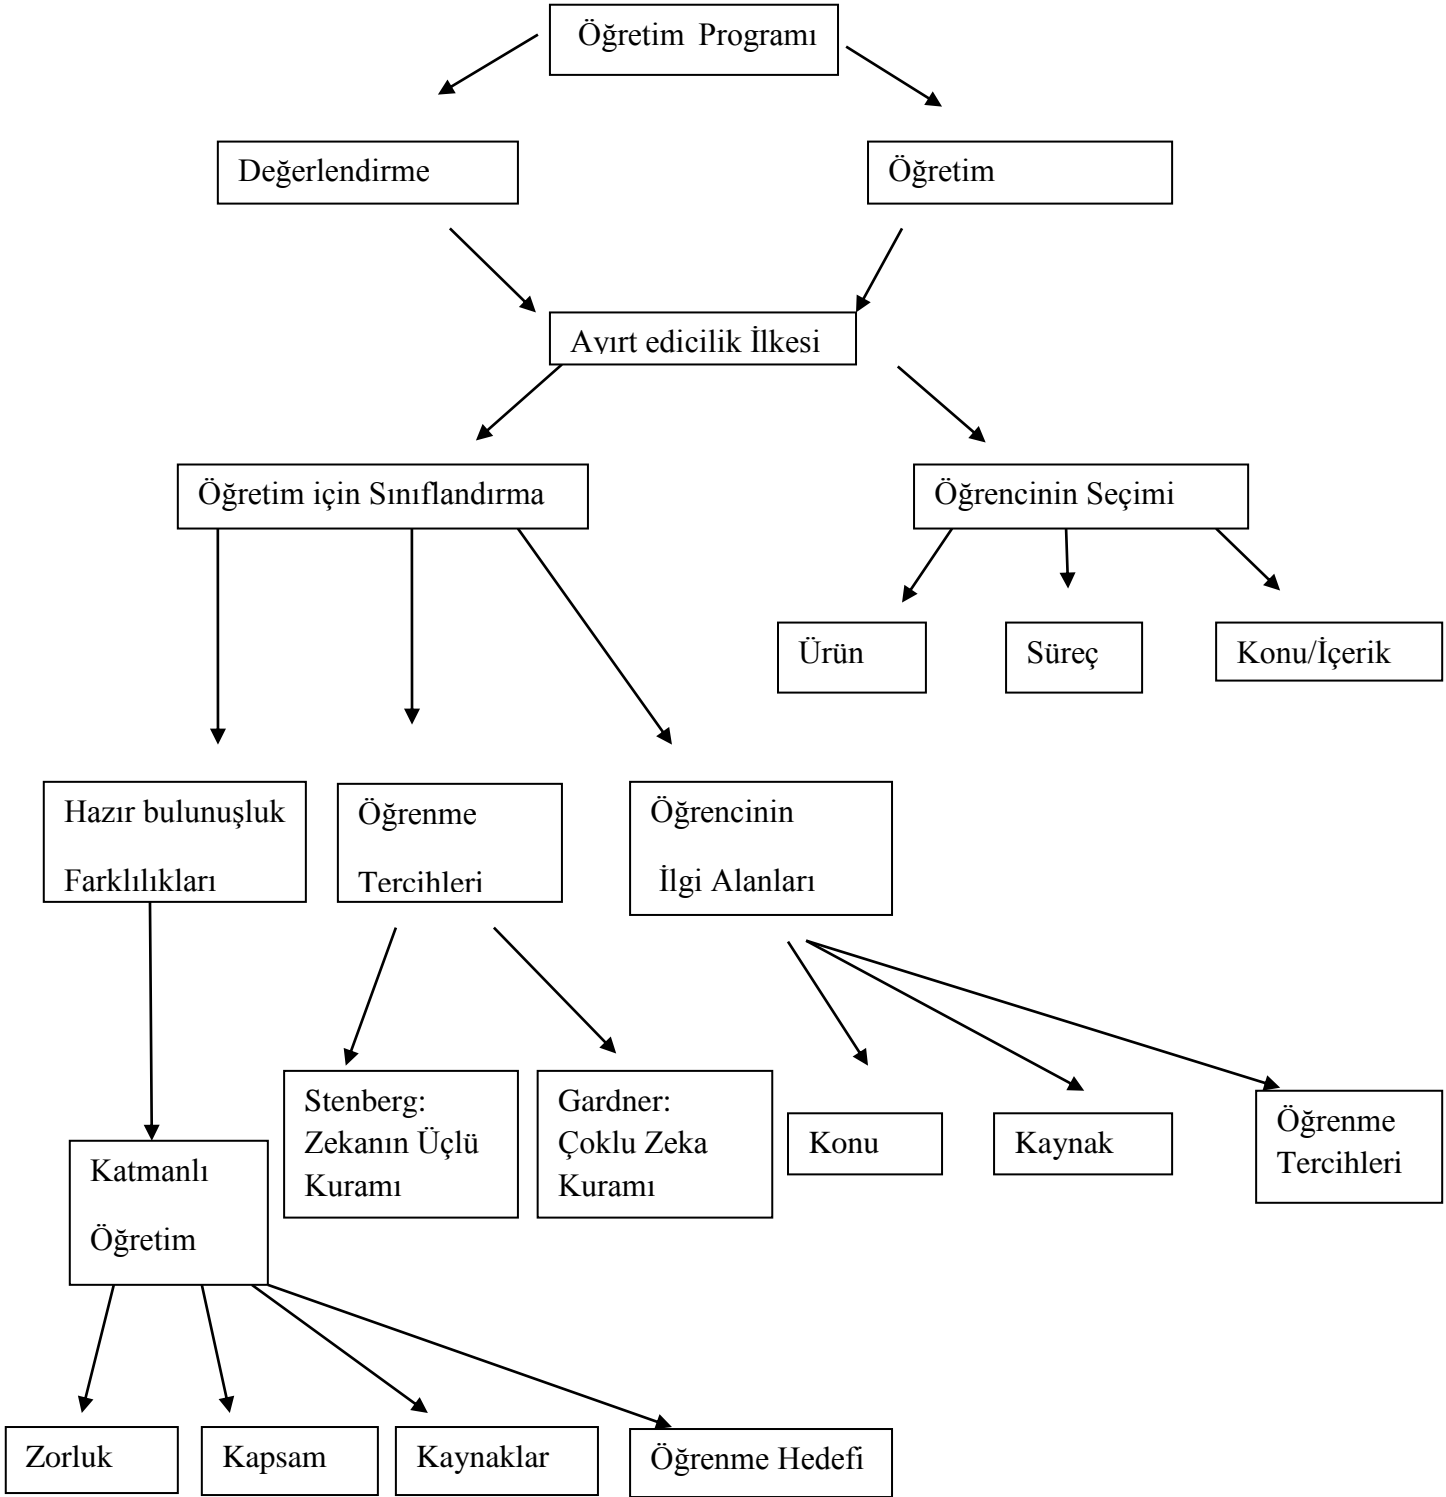 Öğretim Programı
Değerlendirme
Öğretim
Ayırt edicilik İlkesi
Öğretim için Sınıflandırma
Öğrencinin Seçimi
Ürün
Süreç
Konu/İçerik
Hazır bulunuşluk
Farklılıkları
Öğrenme
Tercihleri
Öğrencinin
İlgi Alanları
Stenberg:
Zekanın Üçlü
Kuramı
Gardner:
Çoklu Zeka
Kuramı
Konu
Kaynak
Öğrenme
Tercihleri
Katmanlı
Öğretim
Zorluk
Kapsam
Kaynaklar
Öğrenme Hedefi